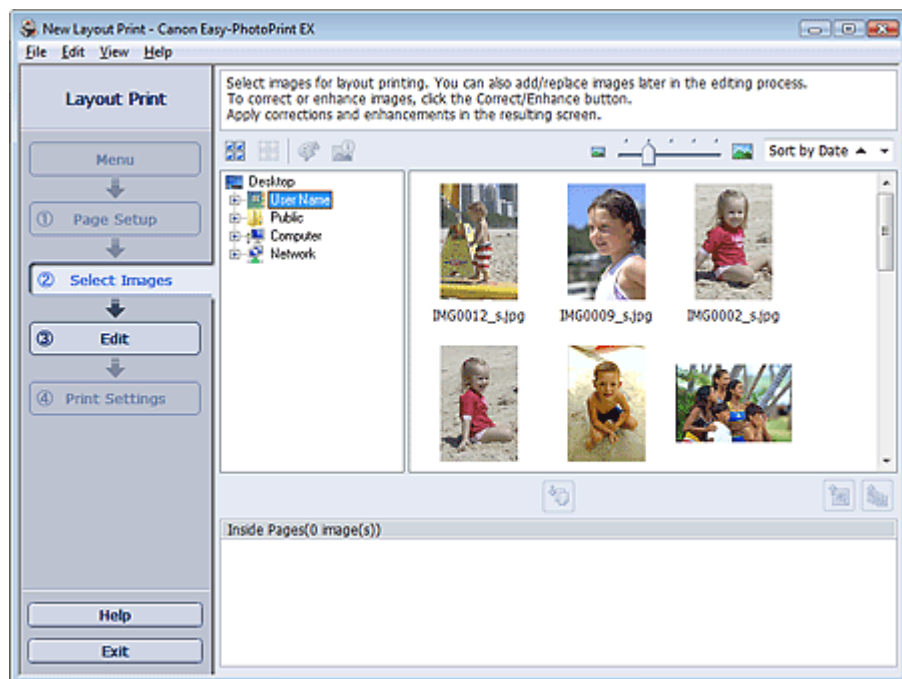 New Layout Print - Canon Easy-PhotoPrint EX
File Edit View Help
Layout Print
Select images for layout printing. You can also add/replace images later in the editing process.
To correct or enhance images, click the Correct/Enhance button.
Apply corrections and enhancements in the resulting screen.
Menu
① Page Setup
② Select Images
③ Edit
④ Print Settings
Help
Exit
Sort by Date
Desktop
User Name
Public
Computer
Network
IMG0012_s.jpg IMG0009_s.jpg IMG0002_s.jpg
Inside Pages(0 image(s))